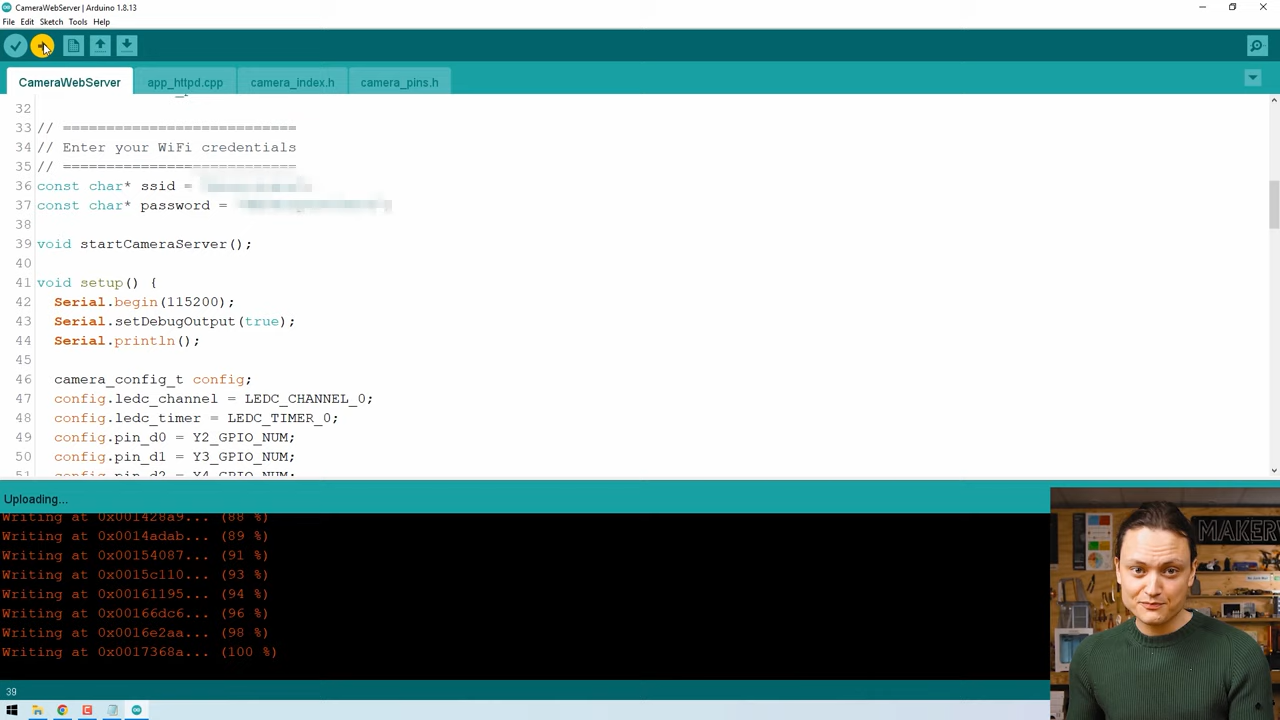 CameraWebServer | Arduino 1.8.13
File Edit Sketch Tools Help
CameraWebServer app_httpd.cpp camera_index.h camera_pins.h
32
33 // ===========================
34 // Enter your WiFi credentials
35 // ===========================
36 const char* ssid =
37 const char* password =
38
39 void startCameraServer();
40
41 void setup() {
42 Serial.begin(115200);
43 Serial.setDebugOutput(true);
44 Serial.println();
45
46 camera_config_t config;
47 config.ledc_channel = LEDC_CHANNEL_0;
48 config.ledc_timer = LEDC_TIMER_0;
49 config.pin_d0 = Y2_GPIO_NUM;
50 config.pin_d1 = Y3_GPIO_NUM;
51 config.pin_d2 = Y4_GPIO_NUM;
Uploading...
Writing at 0x001428a9... (88 %)
Writing at 0x0014adab... (89 %)
Writing at 0x00154087... (91 %)
Writing at 0x0015c110... (93 %)
Writing at 0x00161195... (94 %)
Writing at 0x00166dc6... (96 %)
Writing at 0x0016e2aa... (98 %)
Writing at 0x0017368a... (100 %)
MAKER
39